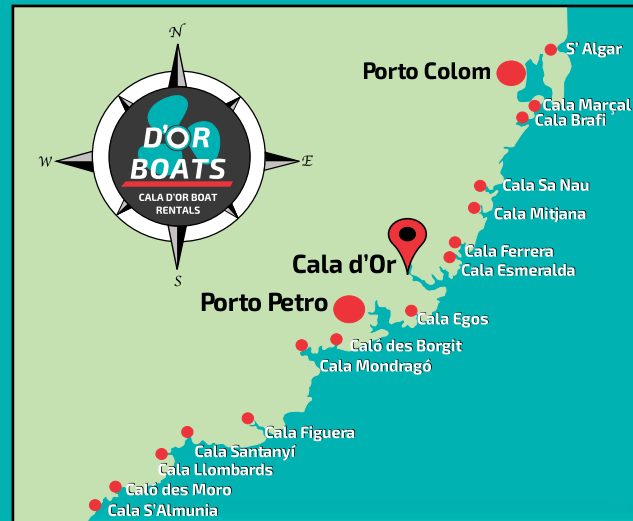 N
W
E
S
D'OR
BOATS
CALA D'OR BOAT
RENTALS
S' Algar
Porto Colom
Cala Marçal
Cala Brafi
Cala Sa Nau
Cala Mitjana
Cala Ferrera
Cala d'Or
Cala Esmeralda
Porto Petro
Cala Egos
Caló des Borgit
Cala Mondragó
Cala Figuera
Cala Santanyí
Cala Llombards
Caló des Moro
Cala S'Almunia